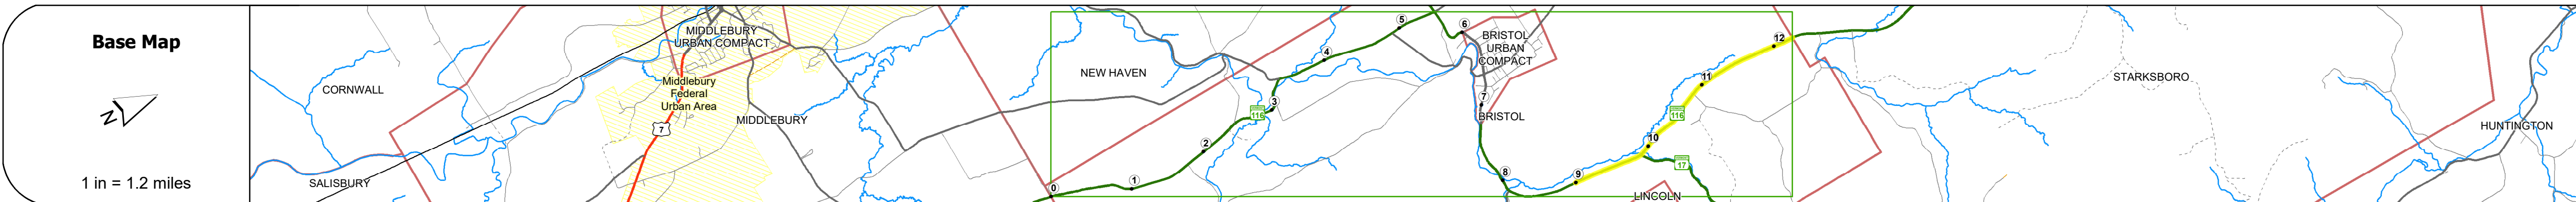 Base Map
N
1 in = 1.2 miles
CORNWALL
SALISBURY
MIDDLEBURY
URBAN COMPACT
Middlebury
Federal
Urban Area
7
MIDDLEBURY
NEW HAVEN
0
1
2
116
3
4
5
6
BRISTOL
URBAN
COMPACT
7
BRISTOL
8
9
LINCOLN
10
17
116
11
12
STARKSBORO
HUNTINGTON